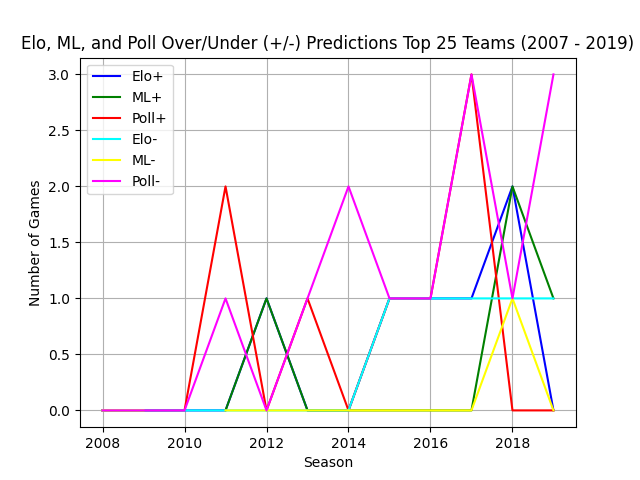 Elo, ML, and Poll Over/Under (+/-) Predictions Top 25 Teams (2007 - 2019)
Elo+
ML+
Poll+
Elo-
ML-
Poll-
Number of Games
3.0
2.5
2.0
1.5
1.0
0.5
0.0
2008 2010 2012 2014 2016 2018
Season